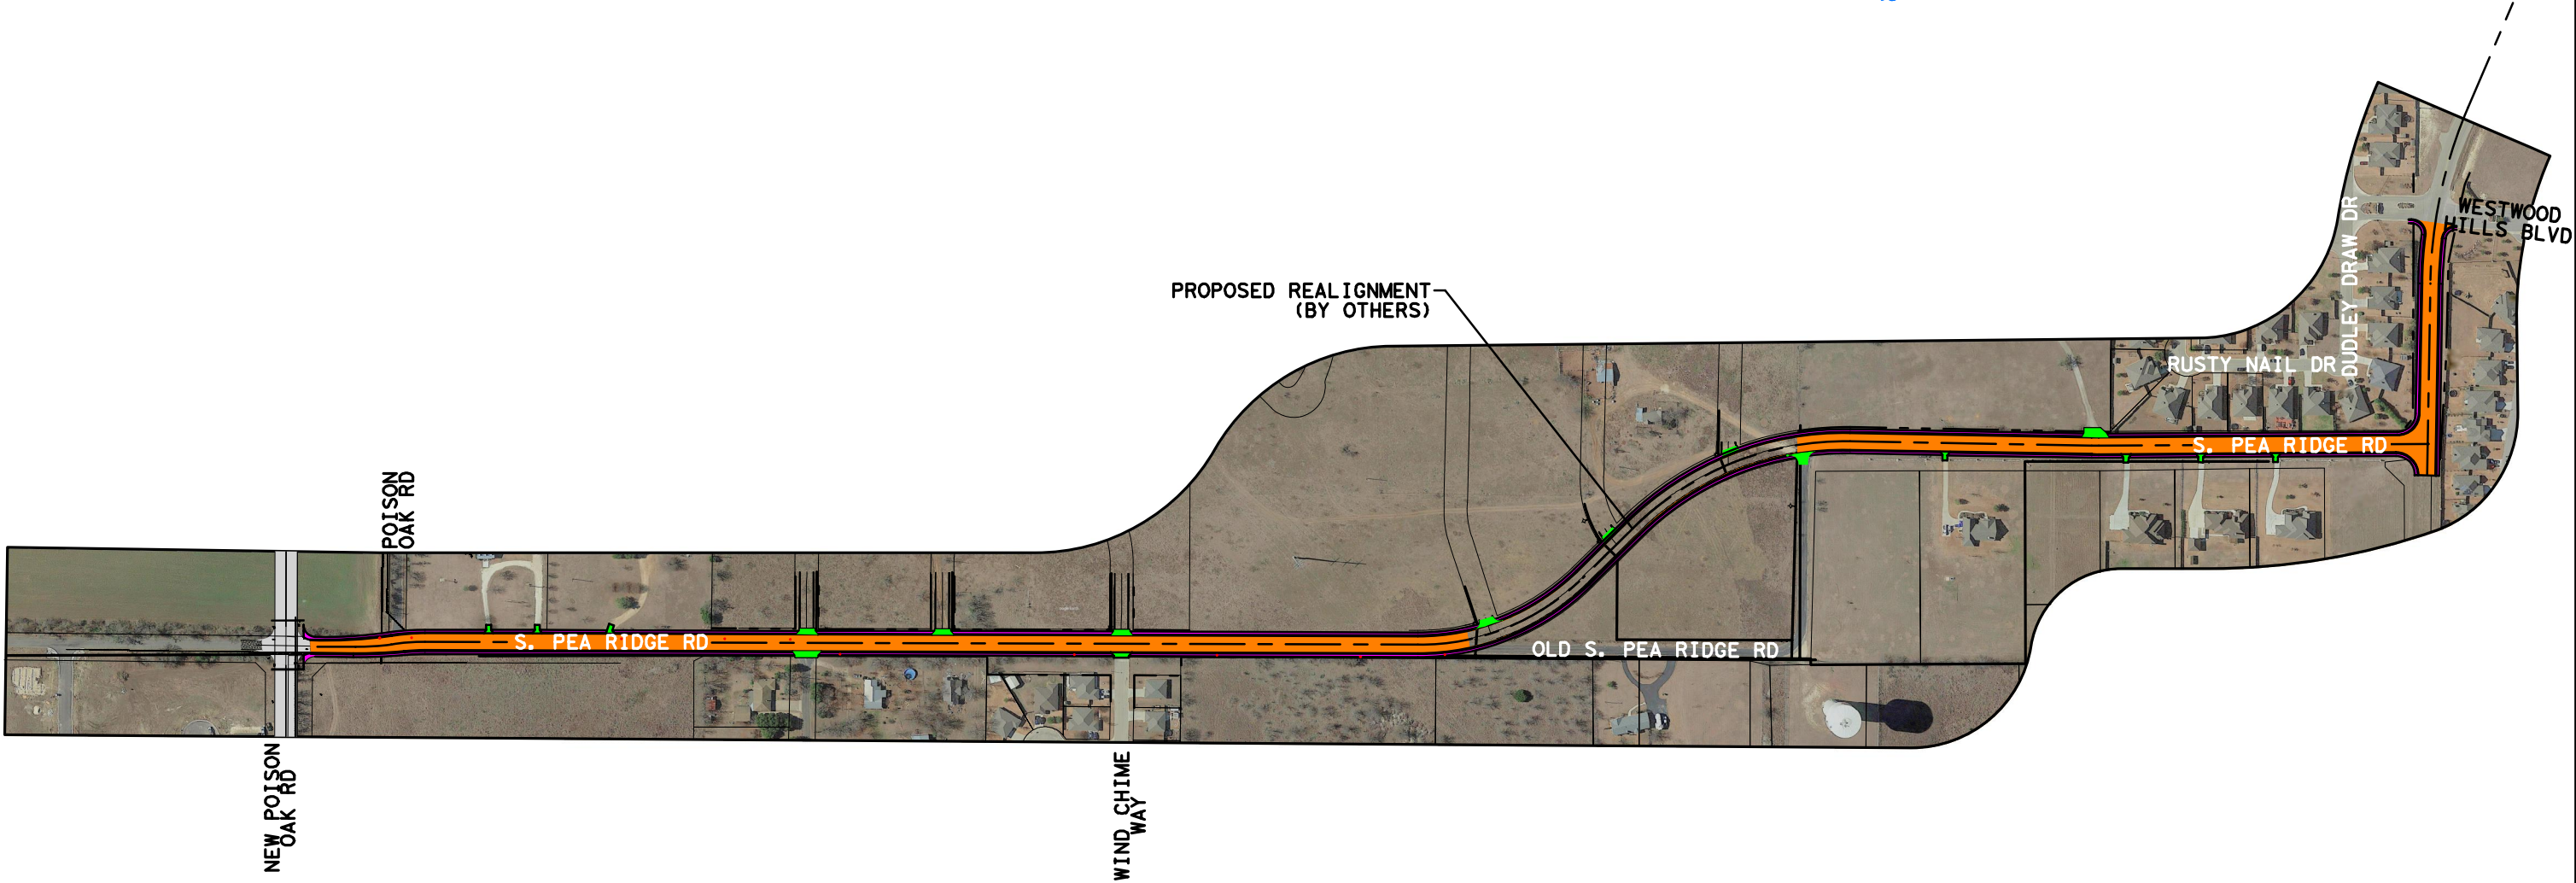 PROPOSED REALIGNMENT
(BY OTHERS)
WESTWOOD
HILLS BLVD
DUDLEY DRAW DR
RUSTY NAIL DR
S. PEA RIDGE RD
POISON
OAK RD
S. PEA RIDGE RD
OLD S. PEA RIDGE RD
NEW POISON
OAK RD
WIND CHIME
WAY